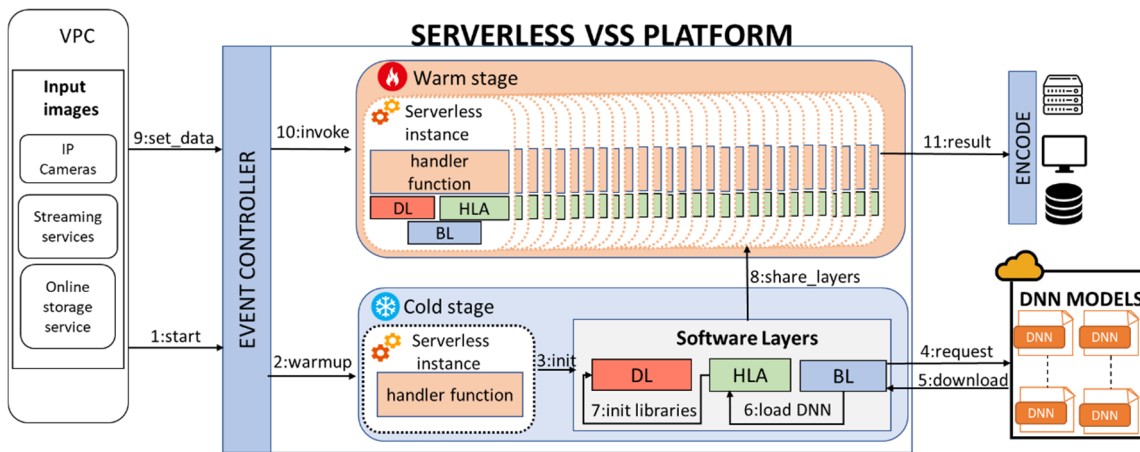 SERVERLESS VSS PLATFORM
VPC
Input
images
IP
Cameras
Streaming
services
Online
storage
service
9:set_data
1:start
EVENT CONTROLLER
10:invoke
2:warmup
Warm stage
Serverless
instance
handler
function
DL
HLA
BL
11:result
ENCODE
8:share_layers
Cold stage
Serverless
instance
handler function
3:init
Software Layers
DL
HLA
BL
7:init libraries
6:load DNN
4:request
5:download
DNN MODELS
DNN
DNN
DNN
DNN